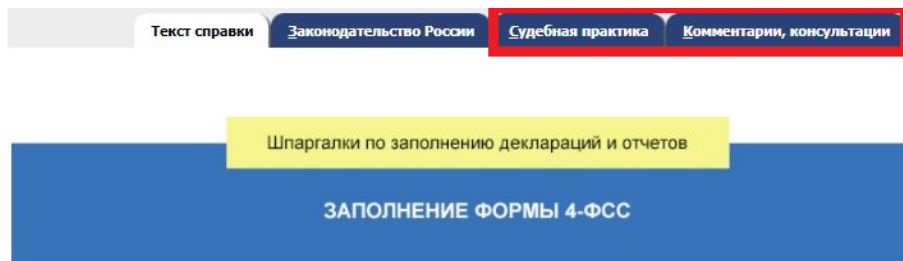 Текст справки Законодательство России Судебная практика Комментарии, консультации
Шпаргалки по заполнению деклараций и отчетов
ЗАПОЛНЕНИЕ ФОРМЫ 4-ФСС